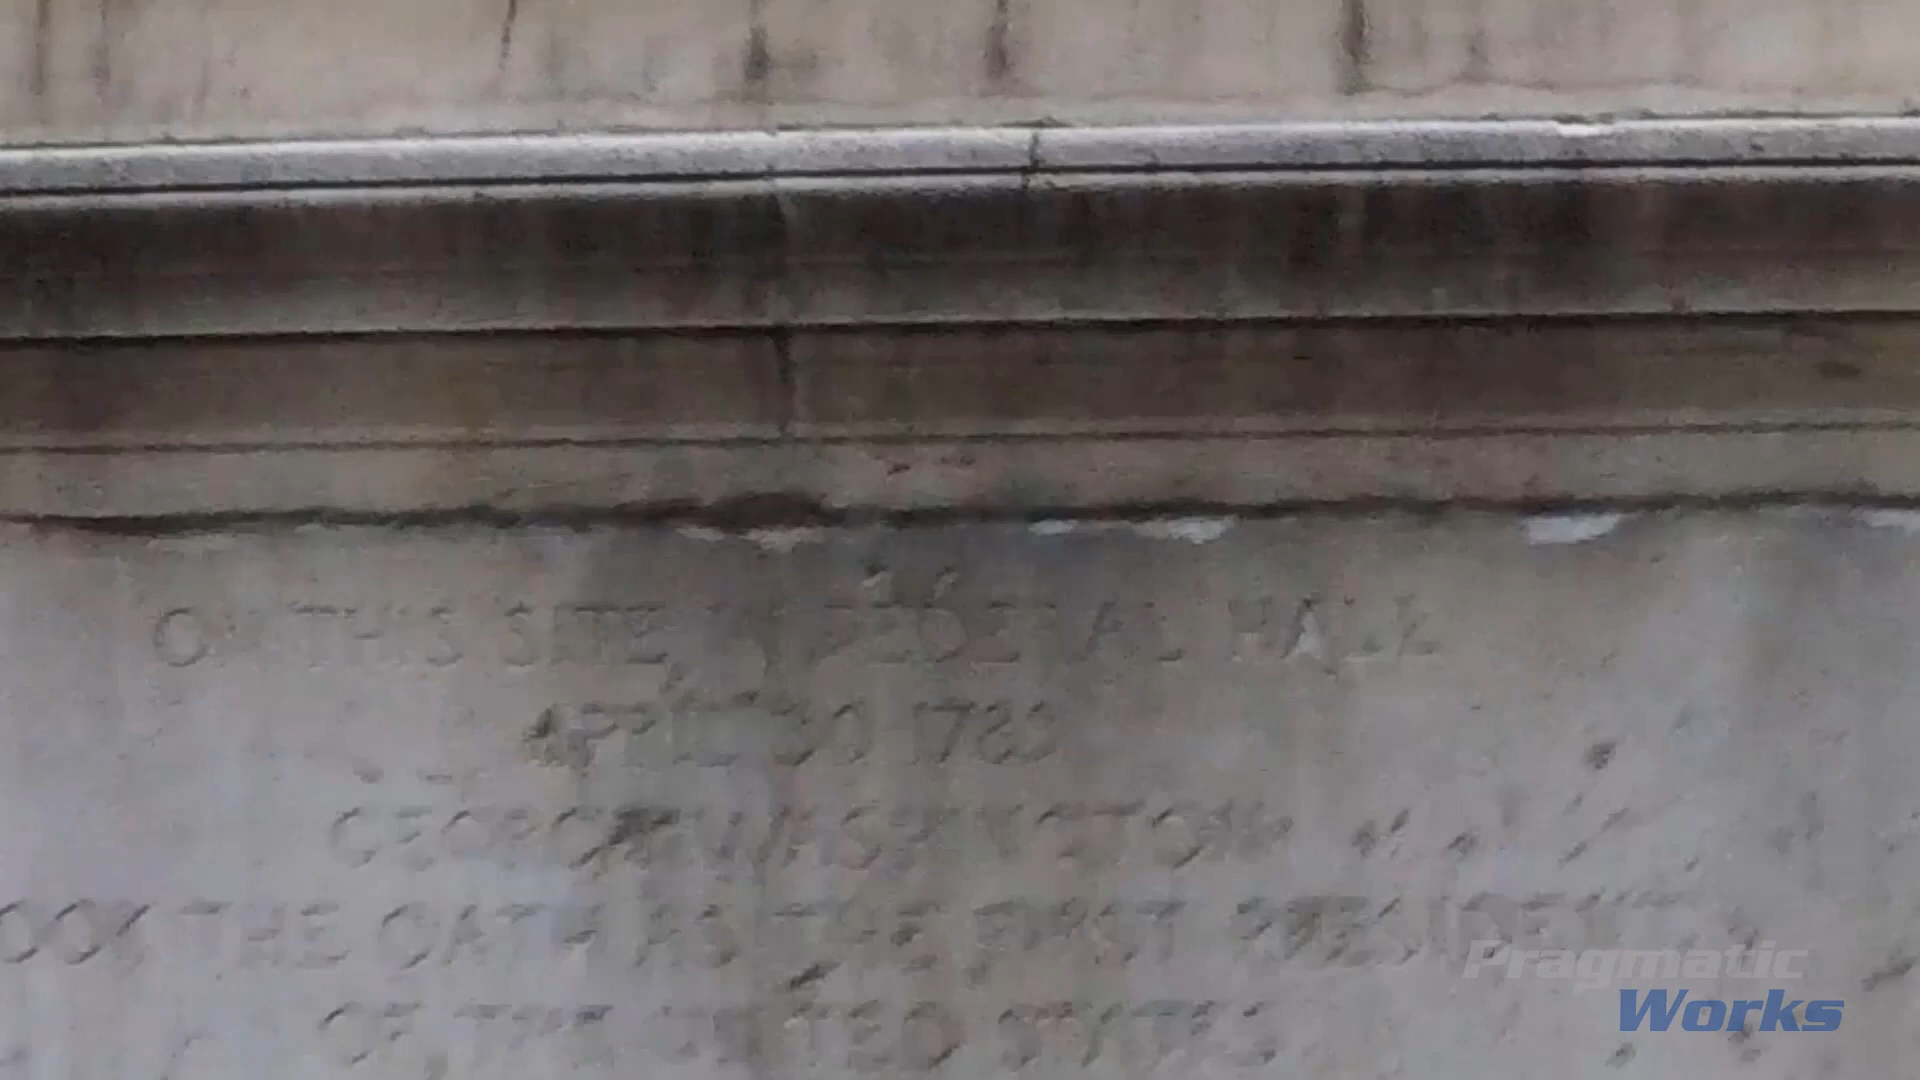 ON THIS SITE IN FEDERAL HALL
APRIL 30 1789
GEORGE WASHINGTON
OOK THE OATH AS THE FIRST PRESIDENT
OF THE UNITED STATES
Pragmatic
Works